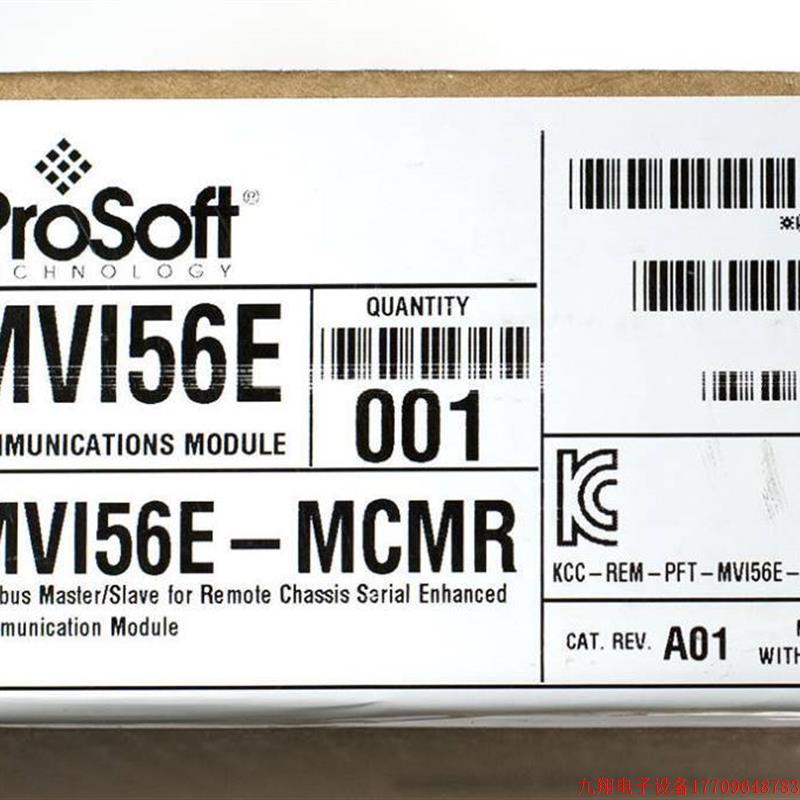 ProSoft®
CHNOLOGY
MVI56E
MMUNICATIONS MODULE
QUANTITY
001
MVI56E-MCMR
bus Master/Slave for Remote Chassis Serial Enhanced
munication Module
KCC-REM-PFT-MVI56E-
CAT. REV. A01
WITH
九翔电子设备17709648783